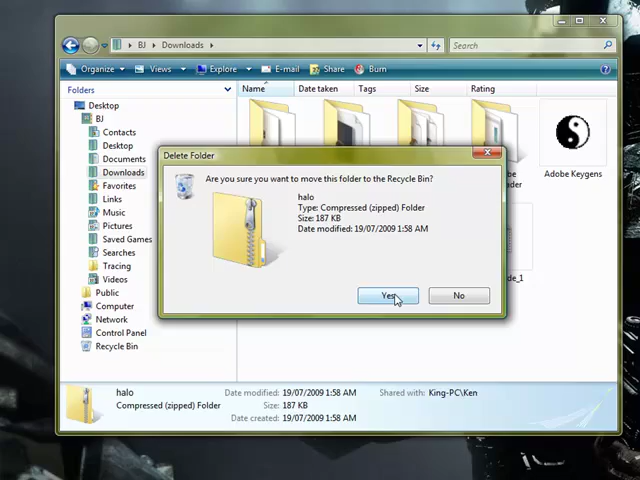 BJ
Downloads
Search
Organize
Views
Explore
E-mail
Share
Burn
Folders
Name
Date taken
Tags
Size
Rating
Desktop
BJ
Contacts
Desktop
Documents
Downloads
Favorites
Links
Music
Pictures
Saved Games
Searches
Tracing
Videos
Public
Computer
Network
Control Panel
Recycle Bin
Adobe Keygens
Delete Folder
Are you sure you want to move this folder to the Recycle Bin?
halo
Type: Compressed (zipped) Folder
Size: 187 KB
Date modified: 19/07/2009 1:58 AM
Yes
No
halo
Compressed (zipped) Folder
Date modified: 19/07/2009 1:58 AM
Size: 187 KB
Date created: 19/07/2009 1:58 AM
Shared with: King-PC\Ken